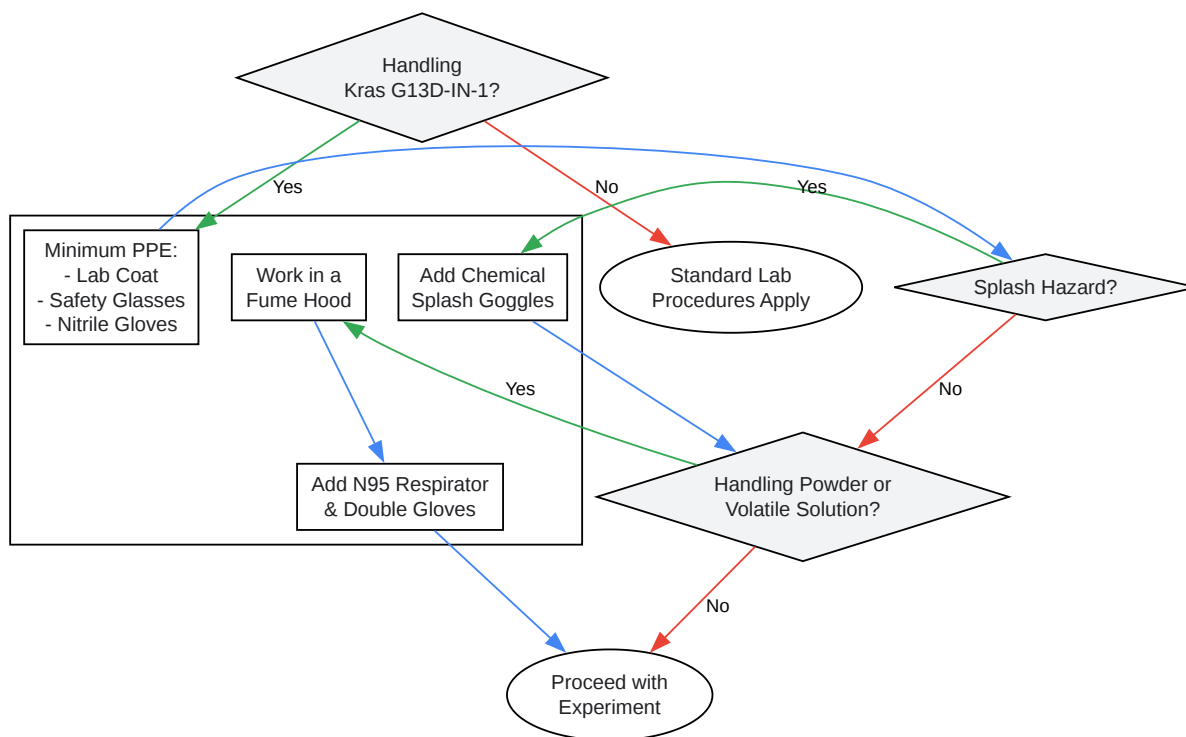 Handling
Kras G13D-IN-1?
Yes
No
Yes
Minimum PPE:
- Lab Coat
- Safety Glasses
- Nitrile Gloves
Work in a
Fume Hood
Add Chemical
Splash Goggles
Standard Lab
Procedures Apply
Splash Hazard?
Yes
No
Add N95 Respirator
& Double Gloves
Handling Powder or
Volatile Solution?
No
Proceed with
Experiment